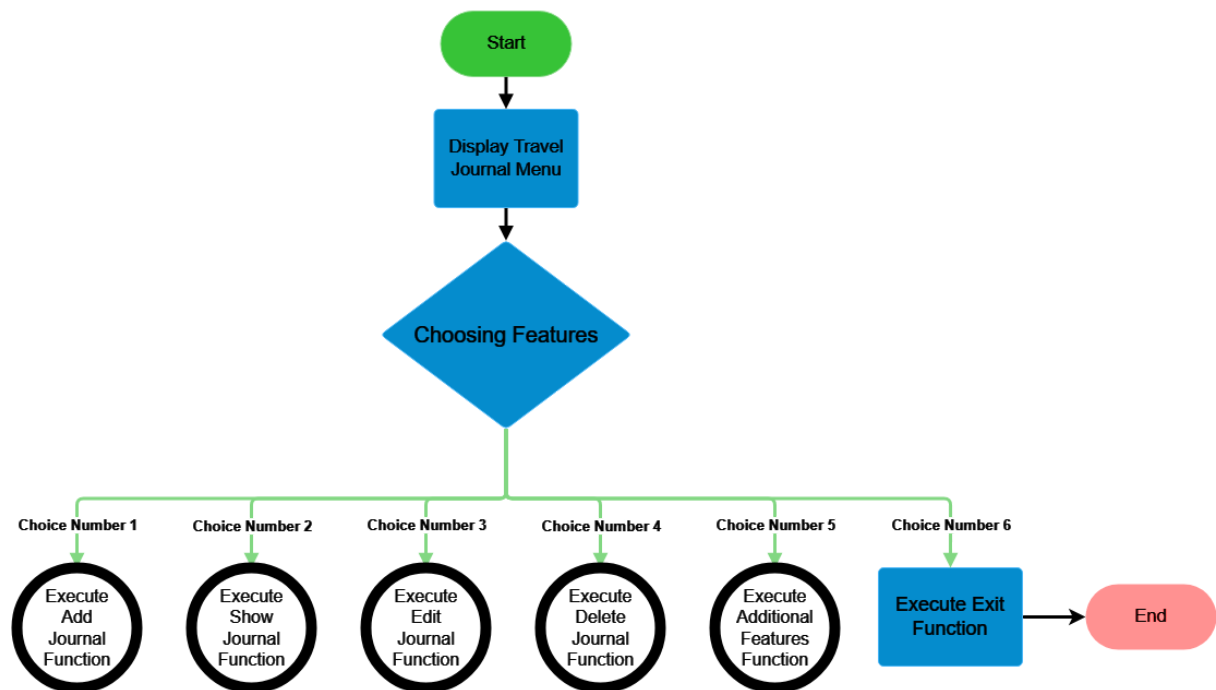 Start
Display Travel
Journal Menu
Choosing Features
Choice Number 1
Choice Number 2
Choice Number 3
Choice Number 4
Choice Number 5
Choice Number 6
Execute
Add
Journal
Function
Execute
Show
Journal
Function
Execute
Edit
Journal
Function
Execute
Delete
Journal
Function
Execute
Additional
Features
Function
Execute Exit
Function
End